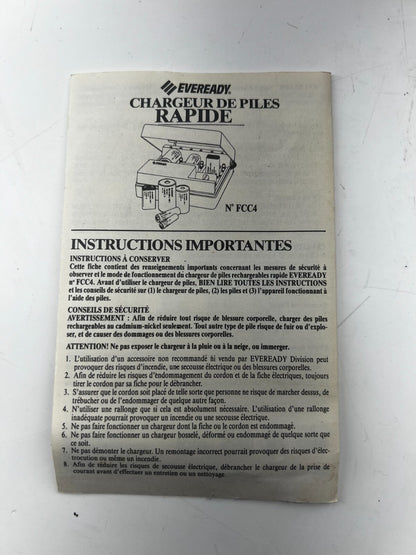 EVEREADY.
CHARGEUR DE PILES
RAPIDE
N° FCC4
INSTRUCTIONS IMPORTANTES
INSTRUCTIONS À CONSERVER
Cette fiche contient des renseignements importants concernant les mesures de sécurité à
observer et le mode de fonctionnement du chargeur de piles rechargeables rapide EVEREADY
n° FCC4. Avant d'utiliser le chargeur de piles, BIEN LIRE TOUTES LES INSTRUCTIONS
et les conseils de sécurité sur (1) le chargeur de piles, (2) les piles et (3) l'appareil fonctionnant à
l'aide des piles.
CONSEILS DE SÉCURITÉ
AVERTISSEMENT : Afin de réduire tout risque de blessure corporelle, charger des piles
rechargeables au cadmium-nickel seulement. Tout autre type de pile risque de fuir ou d'explo-
ser, et de causer des dommages ou des blessures corporelles.
ATTENTION! Ne pas exposer le chargeur à la pluie ou à la neige, ou immerger.
1. L'utilisation d'un accessoire non recommandé ni vendu par EVEREADY Division peut
provoquer des risques d'incendie, une secousse électrique ou des blessures corporelles.
2. Afin de réduire les risques d'endommagement du cordon et de la fiche électriques, toujours
tirer le cordon par sa fiche pour le débrancher.
3. S'assurer que le cordon soit placé de telle sorte que personne ne risque de marcher dessus, de
trébucher ou de l'endommager de quelque autre façon.
4. N'utiliser une rallonge que si cela est absolument nécessaire. L'utilisation d'une rallonge
inadéquate pourrait provoquer un incendie ou une secousse électrique.
5. Ne pas faire fonctionner un chargeur dont la fiche ou le cordon est endommagé.
6. Ne pas faire fonctionner un chargeur bosselé, déformé ou endommagé de quelque sorte que
ce soit.
7. Ne pas démonter le chargeur. Un remontage incorrect pourrait provoquer des risques d'élec-
trocution ou même un incendie.
8. Afin de réduire les risques de secousse électrique, débrancher le chargeur de la prise de
courant avant d'effectuer un entretien ou un nettoyage.